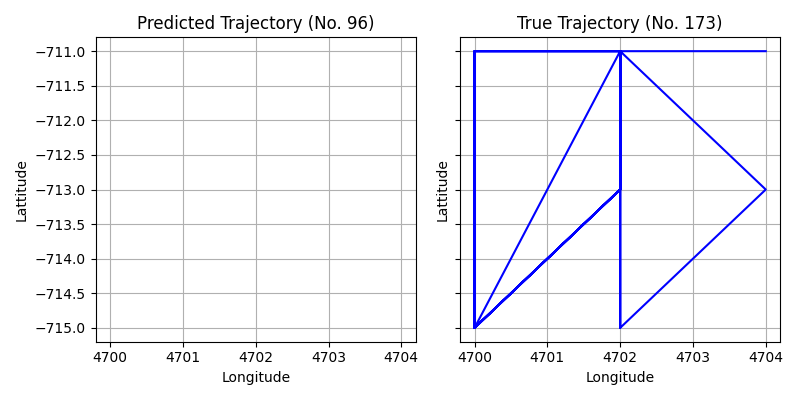 Predicted Trajectory (No. 96)
True Trajectory (No. 173)
−711.0
−711.5
−712.0
−712.5
−713.0
−713.5
−714.0
−714.5
−715.0
Lattitude
Lattitude
4700 4701 4702 4703 4704
4700 4701 4702 4703 4704
Longitude
Longitude